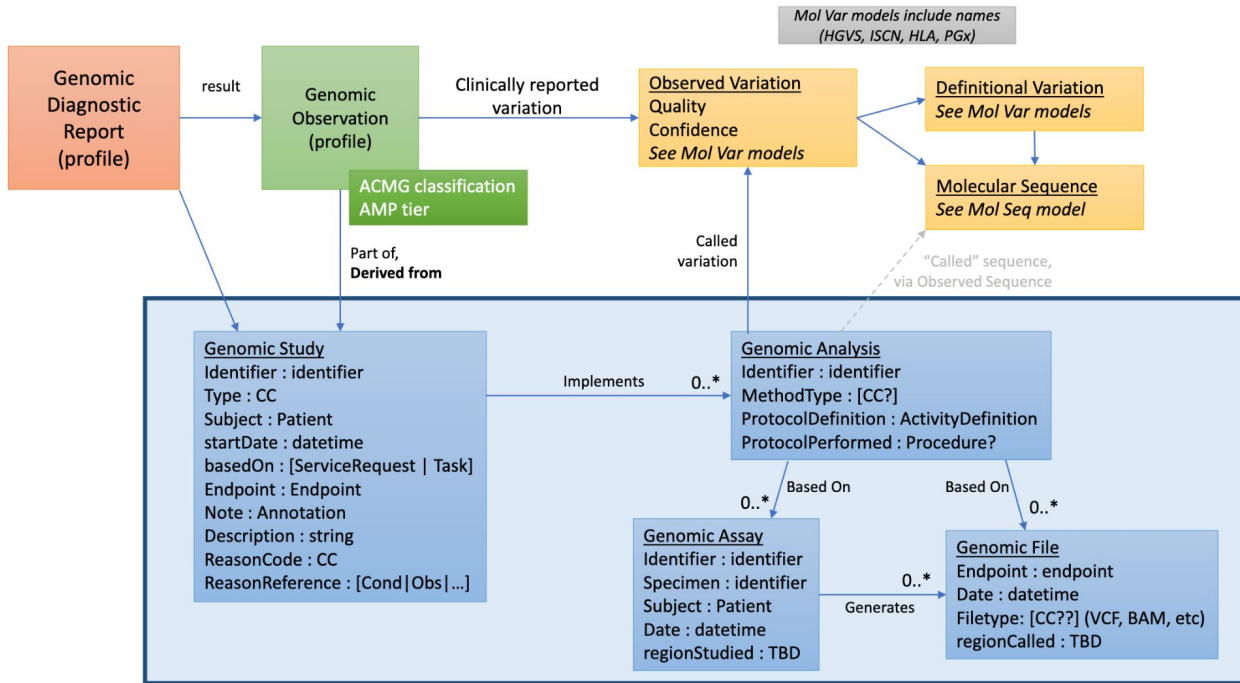 Mol Var models include names
(HGVS, ISCN, HLA, PGx)
Genomic
Diagnostic
Report
(profile)
result
Genomic
Observation
(profile)
ACMG classification
AMP tier
Clinically reported
variation
Observed Variation
Quality
Confidence
See Mol Var models
Definitional Variation
See Mol Var models
Molecular Sequence
See Mol Seq model
Part of,
Derived from
Called
variation
“Called” sequence,
via Observed Sequence
Genomic Study
Identifier : identifier
Type : CC
Subject : Patient
startDate : datetime
basedOn : [ServiceRequest | Task]
Endpoint : Endpoint
Note : Annotation
Description : string
ReasonCode : CC
ReasonReference : [Cond|Obs|…]
Implements
0..*
Genomic Analysis
Identifier : identifier
MethodType : [CC?]
ProtocolDefinition : ActivityDefinition
ProtocolPerformed : Procedure?
Based On
0..*
Based On
0..*
Genomic Assay
Identifier : identifier
Specimen : identifier
Subject : Patient
Date : datetime
regionStudied : TBD
0..*
Generates
Genomic File
Endpoint : endpoint
Date : datetime
Filetype: [CC??] (VCF, BAM, etc)
regionCalled : TBD